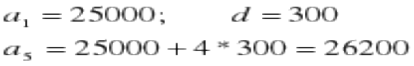 a₁ = 25000; d = 300
a₅ = 25000 + 4 * 300 = 26200